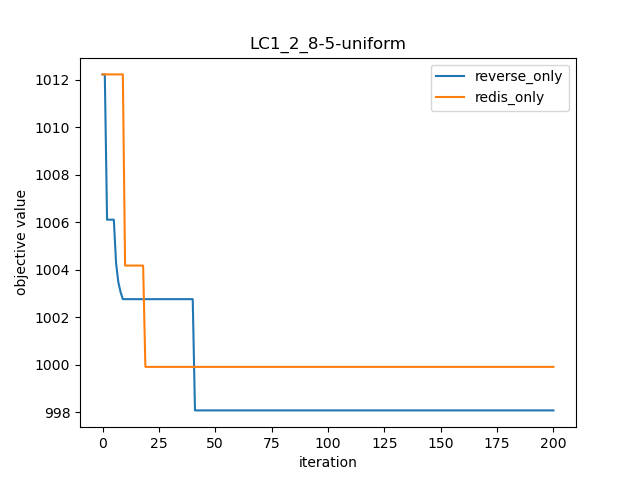 LC1_2_8-5-uniform
reverse_only
redis_only
objective value
1012
1010
1008
1006
1004
1002
1000
998
0 25 50 75 100 125 150 175 200
iteration